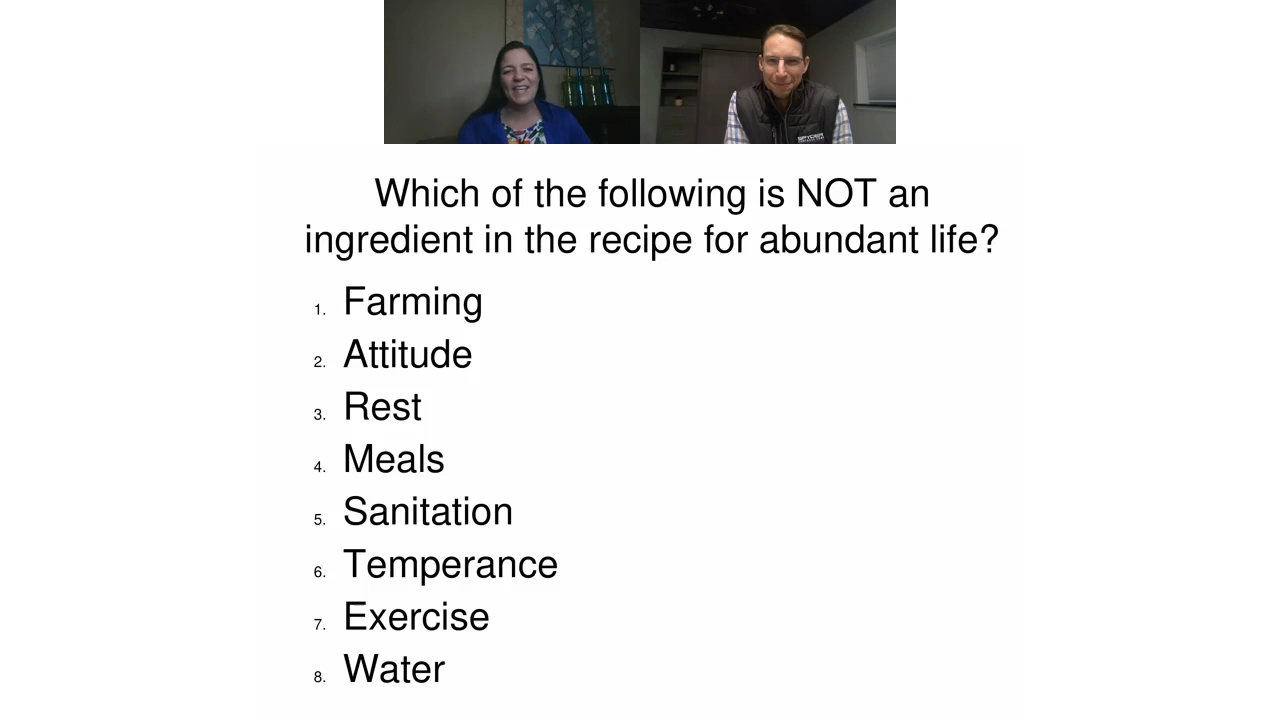 SPYDER
Which of the following is NOT an
ingredient in the recipe for abundant life?
1. Farming
2. Attitude
3. Rest
4. Meals
5. Sanitation
6. Temperance
7. Exercise
8. Water